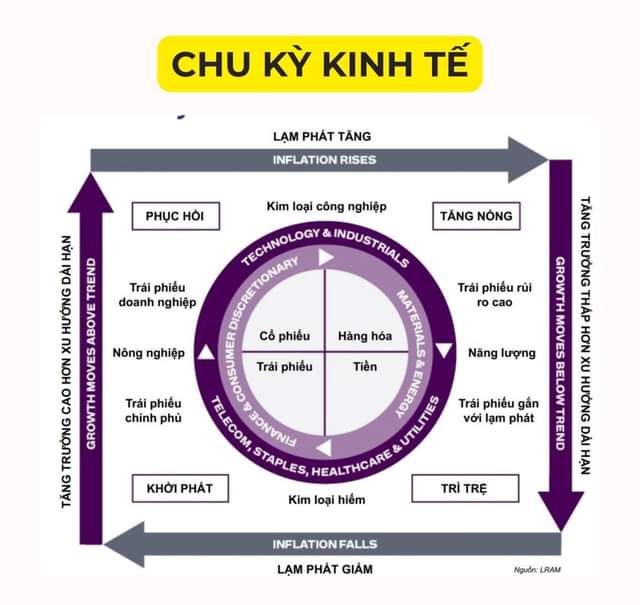 CHU KỲ KINH TẾ
LẠM PHÁT TĂNG
INFLATION RISES
PHỤC HỒI
Kim loại công nghiệp
TĂNG NÓNG
TECHNOLOGY & INDUSTRIALS
TĂNG TRƯỞNG CAO HƠN XU HƯỚNG DÀI HẠN
GROWTH MOVES ABOVE TREND
Trái phiếu
doanh nghiệp
Nông nghiệp
Trái phiếu
chính phủ
FINANCE & CONSUMER DISCRETIONARY
Cổ phiếu
Hàng hóa
Trái phiếu
Tiền
MATERIALS & ENERGY
Trái phiếu rủi
ro cao
Năng lượng
Trái phiếu gắn
với lạm phát
GROWTH MOVES BELOW TREND
TĂNG TRƯỞNG THẤP HƠN XU HƯỚNG DÀI HẠN
TELECOM, STAPLES, HEALTHCARE & UTILITIES
KHỞI PHÁT
Kim loại hiếm
TRÌ TRỆ
INFLATION FALLS
LẠM PHÁT GIẢM
Nguồn: LRAM